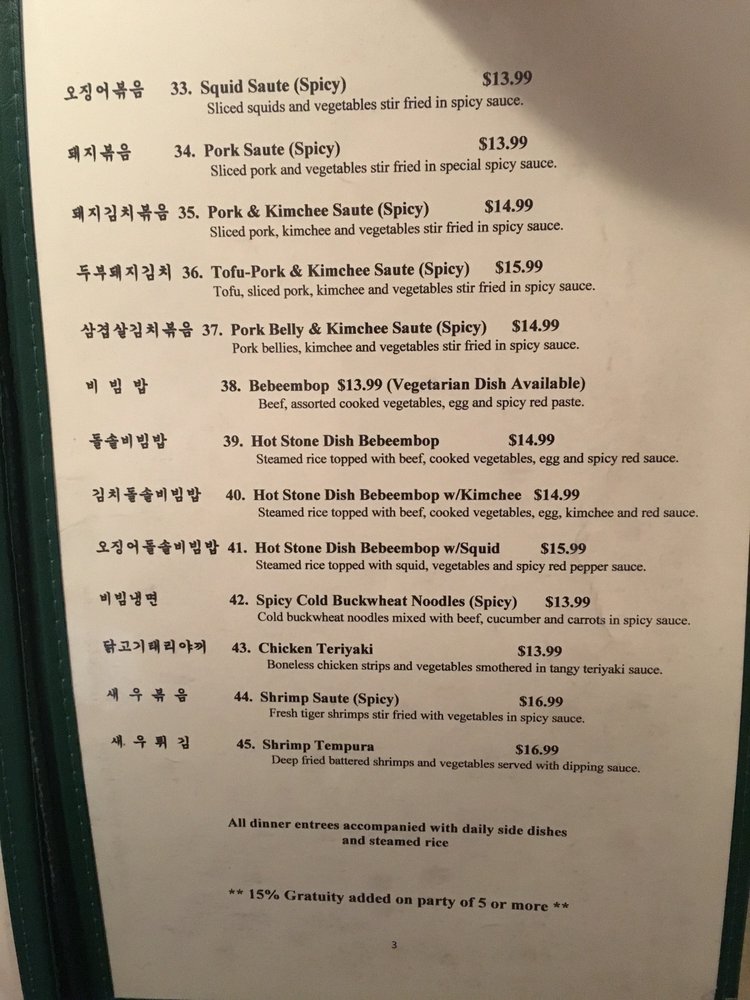 오징어볶음 33. Squid Saute (Spicy) $13.99
Sliced squids and vegetables stir fried in spicy sauce.
돼지볶음 34. Pork Saute (Spicy) $13.99
Sliced pork and vegetables stir fried in special spicy sauce.
돼지김치볶음 35. Pork & Kimchee Saute (Spicy) $14.99
Sliced pork, kimchee and vegetables stir fried in spicy sauce.
두부돼지김치 36. Tofu-Pork & Kimchee Saute (Spicy) $15.99
Tofu, sliced pork, kimchee and vegetables stir fried in spicy sauce.
삼겹살김치볶음 37. Pork Belly & Kimchee Saute (Spicy) $14.99
Pork bellies, kimchee and vegetables stir fried in spicy sauce.
비 빔 밥 38. Bebeembop $13.99 (Vegetarian Dish Available)
Beef, assorted cooked vegetables, egg and spicy red paste.
돌솥비빔밥 39. Hot Stone Dish Bebeembop $14.99
Steamed rice topped with beef, cooked vegetables, egg and spicy red sauce.
김치돌솥비빔밥 40. Hot Stone Dish Bebeembop w/Kimchee $14.99
Steamed rice topped with beef, cooked vegetables, egg, kimchee and red sauce.
오징어돌솥비빔밥 41. Hot Stone Dish Bebeembop w/Squid $15.99
Steamed rice topped with squid, vegetables and spicy red pepper sauce.
비빔냉면 42. Spicy Cold Buckwheat Noodles (Spicy) $13.99
Cold buckwheat noodles mixed with beef, cucumber and carrots in spicy sauce.
닭고기태리야끼 43. Chicken Teriyaki $13.99
Boneless chicken strips and vegetables smothered in tangy teriyaki sauce.
새 우 볶 음 44. Shrimp Saute (Spicy) $16.99
Fresh tiger shrimps stir fried with vegetables in spicy sauce.
새 우 튀 김 45. Shrimp Tempura $16.99
Deep fried battered shrimps and vegetables served with dipping sauce.
All dinner entrees accompanied with daily side dishes
and steamed rice
** 15% Gratuity added on party of 5 or more **
3